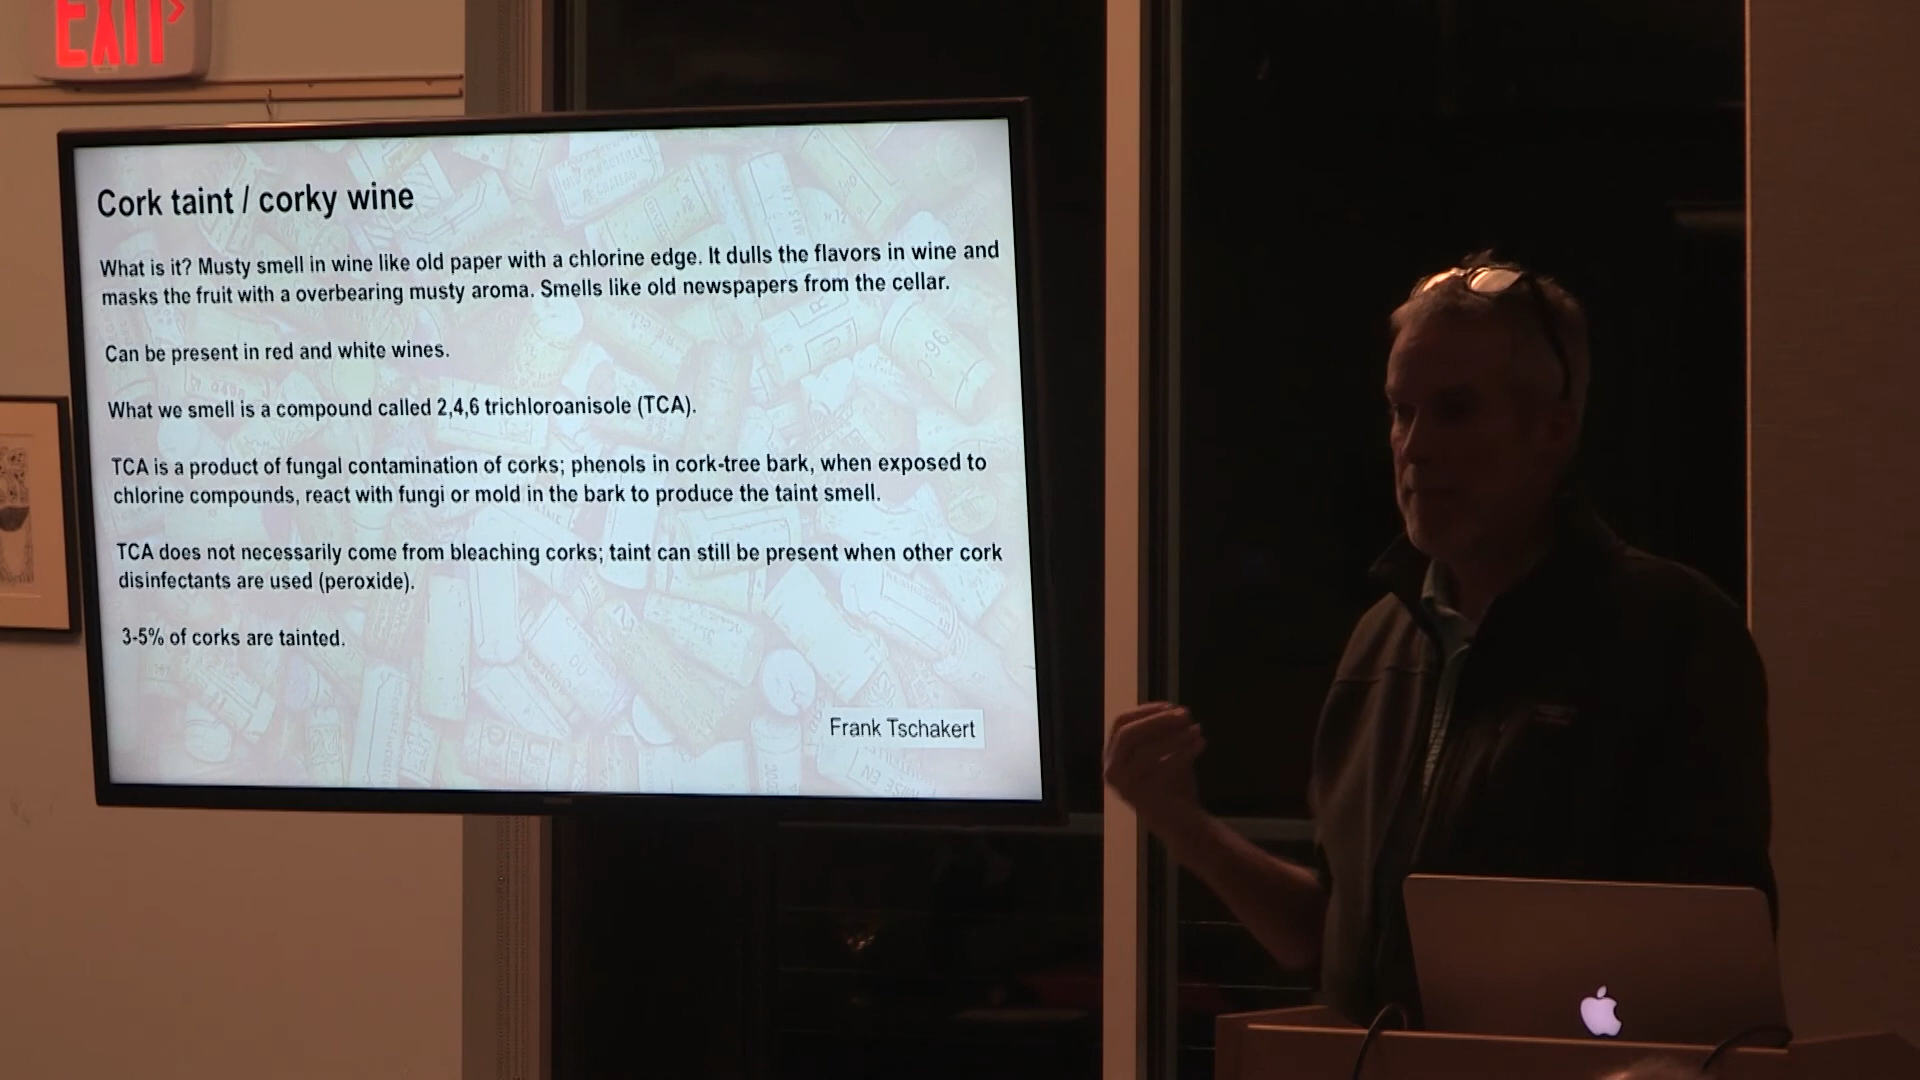 EXIT
Cork taint / corky wine
What is it? Musty smell in wine like old paper with a chlorine edge. It dulls the flavors in wine and
masks the fruit with a overbearing musty aroma. Smells like old newspapers from the cellar.
Can be present in red and white wines.
What we smell is a compound called 2,4,6 trichloroanisole (TCA).
TCA is a product of fungal contamination of corks; phenols in cork-tree bark, when exposed to
chlorine compounds, react with fungi or mold in the bark to produce the taint smell.
TCA does not necessarily come from bleaching corks; taint can still be present when other cork
disinfectants are used (peroxide).
3-5% of corks are tainted.
Frank Tschakert